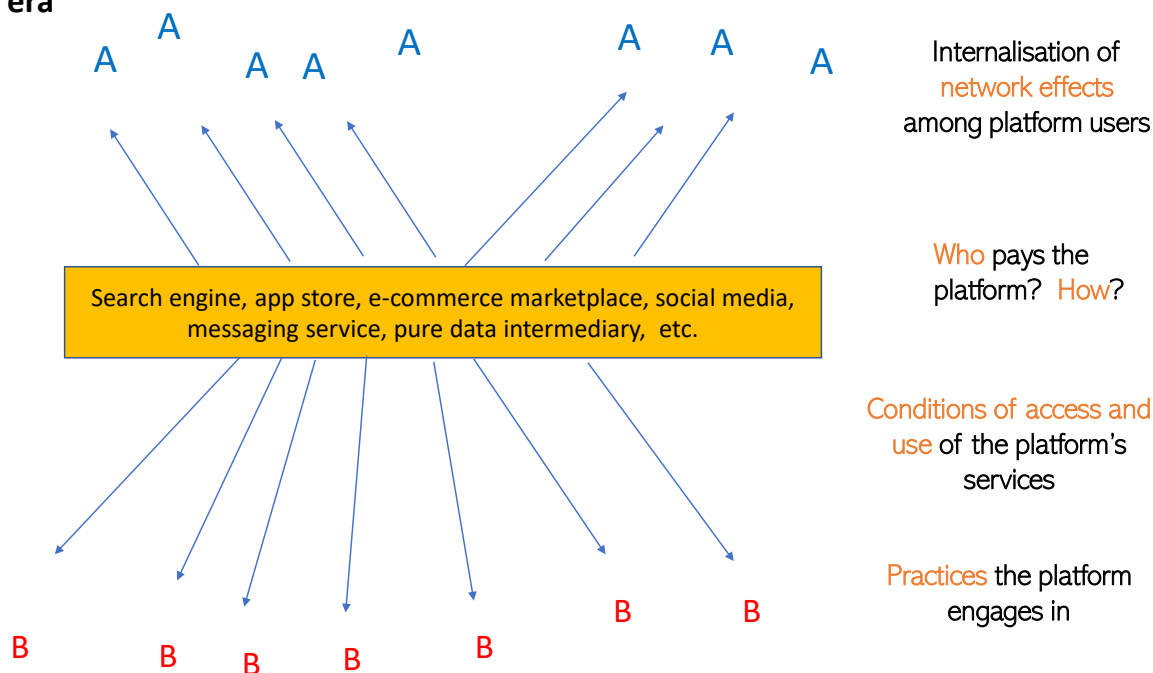 era
A
A
A
A
A
A
A
A
Internalisation of
network effects
among platform users
Search engine, app store, e-commerce marketplace, social media,
messaging service, pure data intermediary, etc.
Who pays the
platform? How?
Conditions of access and
use of the platform's
services
Practices the platform
engages in
B
B
B
B
B
B
B